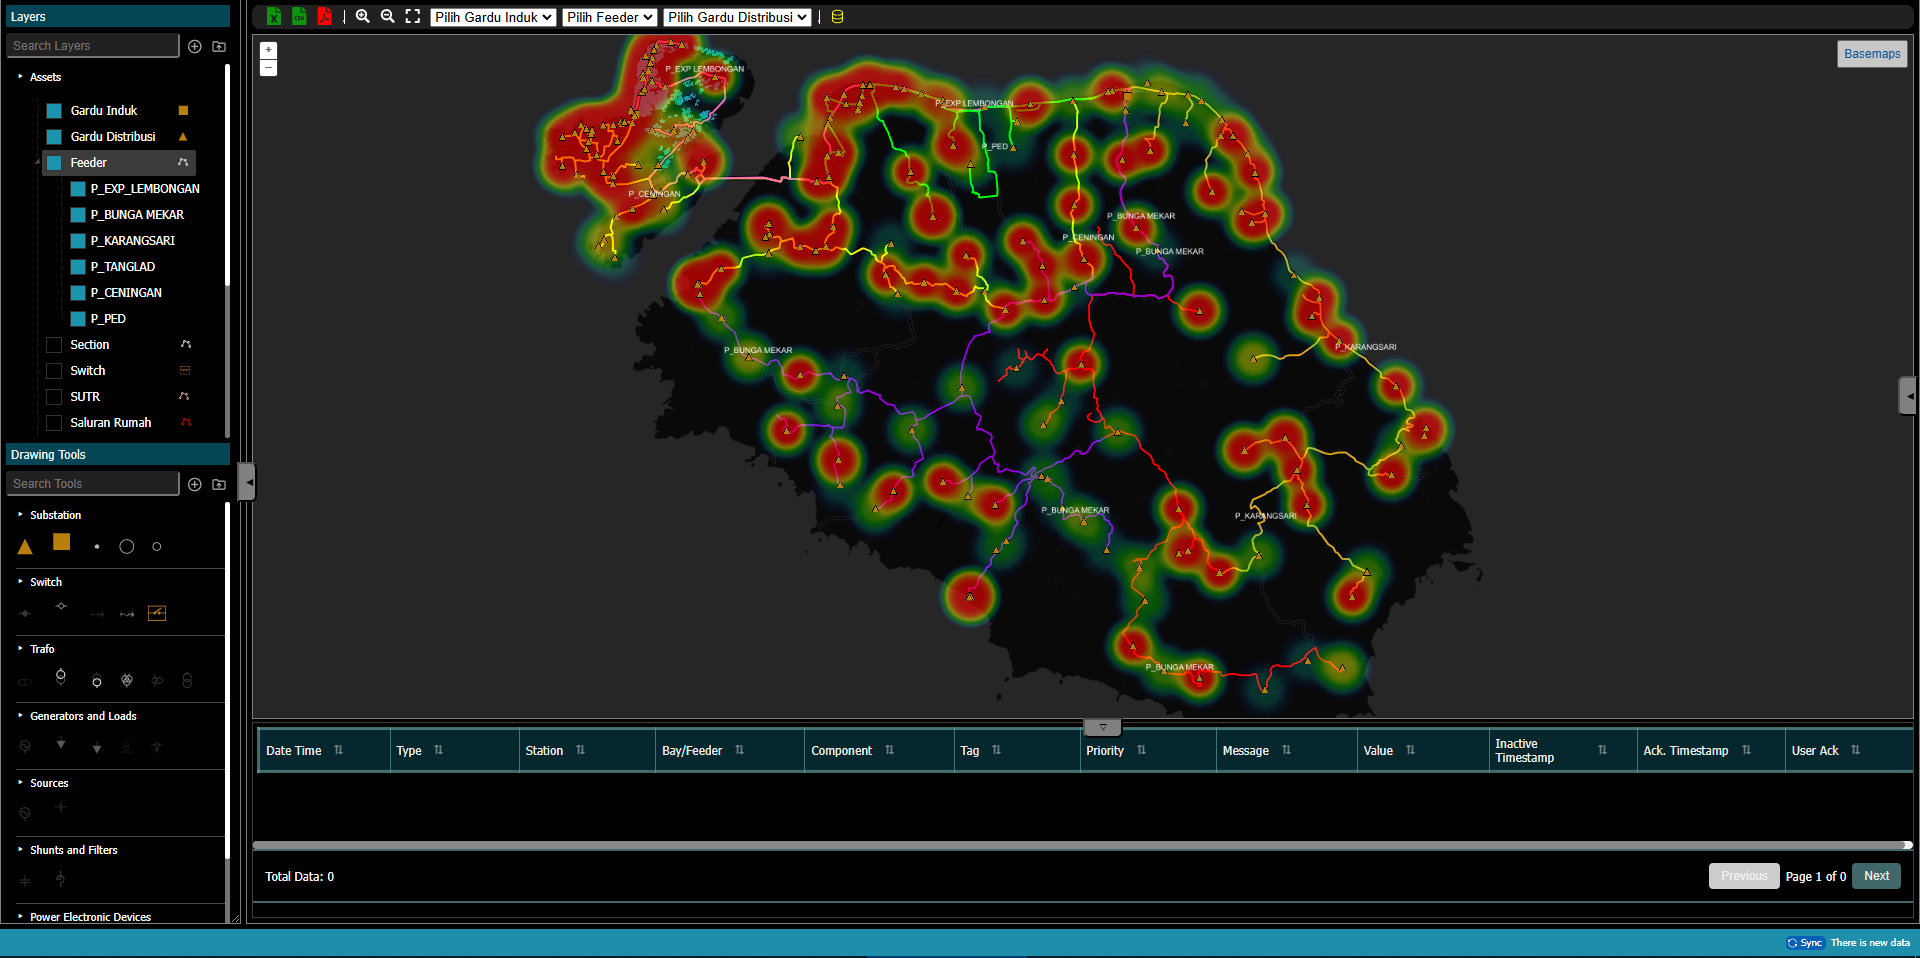 Layers
Search Layers
Assets
Gardu Induk
Gardu Distribusi
Feeder
P_EXP_LEMBONGAN
P_BUNGA MEKAR
P_KARANGSARI
P_TANGLAD
P_CENINGAN
P_PED
Section
Switch
SUTR
Saluran Rumah
Drawing Tools
Search Tools
Substation
Switch
Trafo
Generators and Loads
Sources
Shunts and Filters
Power Electronic Devices
Pilih Gardu Induk
Pilih Feeder
Pilih Gardu Distribusi
+
−
Basemaps
P_EXP LEMBONGAN
P_EXP LEMBONGAN
P_PED
P_CENINGAN
P_BUNGA MEKAR
P_CENINGAN
P_BUNGA MEKAR
P_BUNGA MEKAR
P_KARANGSARI
P_BUNGA MEKAR
P_KARANGSARI
P_BUNGA MEKAR
Date Time
Type
Station
Bay/Feeder
Component
Tag
Priority
Message
Value
Inactive
Timestamp
Ack. Timestamp
User Ack
Total Data: 0
Previous
Page 1 of 0
Next
Sync
There is new data